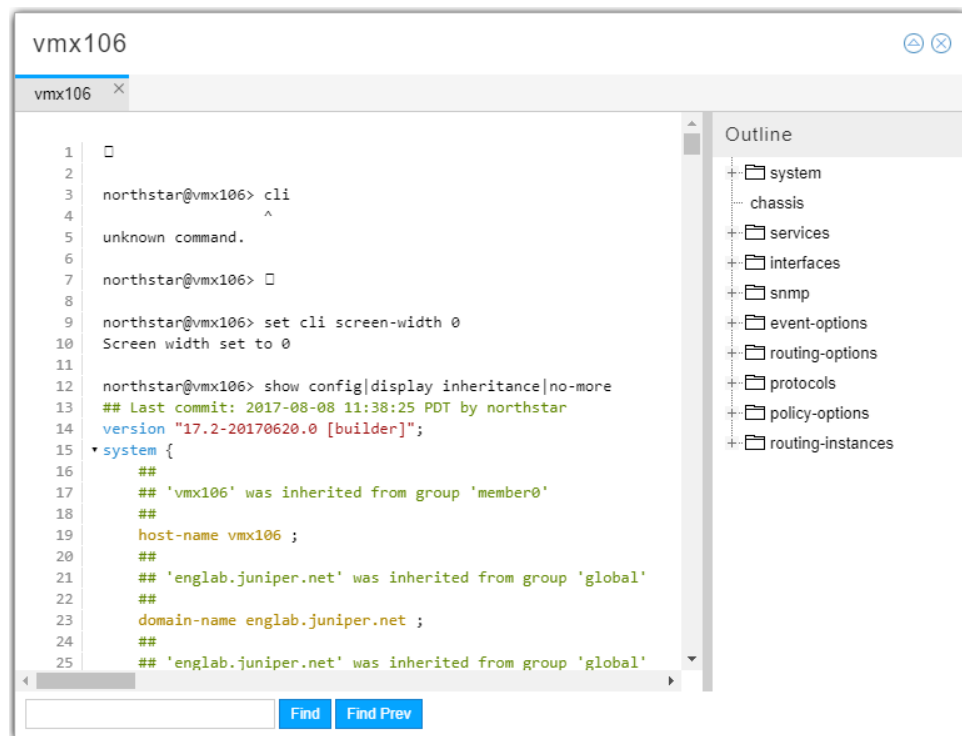 vmx106
vmx106
1 □
2
3 northstar@vmx106> cli
4 ^
5 unknown command.
6
7 northstar@vmx106> □
8
9 northstar@vmx106> set cli screen-width 0
10 Screen width set to 0
11
12 northstar@vmx106> show config|display inheritance|no-more
13 ## Last commit: 2017-08-08 11:38:25 PDT by northstar
14 version "17.2-20170620.0 [builder]";
15 system {
16 ##
17 ## 'vmx106' was inherited from group 'member0'
18 ##
19 host-name vmx106 ;
20 ##
21 ## 'englab.juniper.net' was inherited from group 'global'
22 ##
23 domain-name englab.juniper.net ;
24 ##
25 ## 'englab.juniper.net' was inherited from group 'global'
Find Find Prev
Outline
system
chassis
services
interfaces
snmp
event-options
routing-options
protocols
policy-options
routing-instances